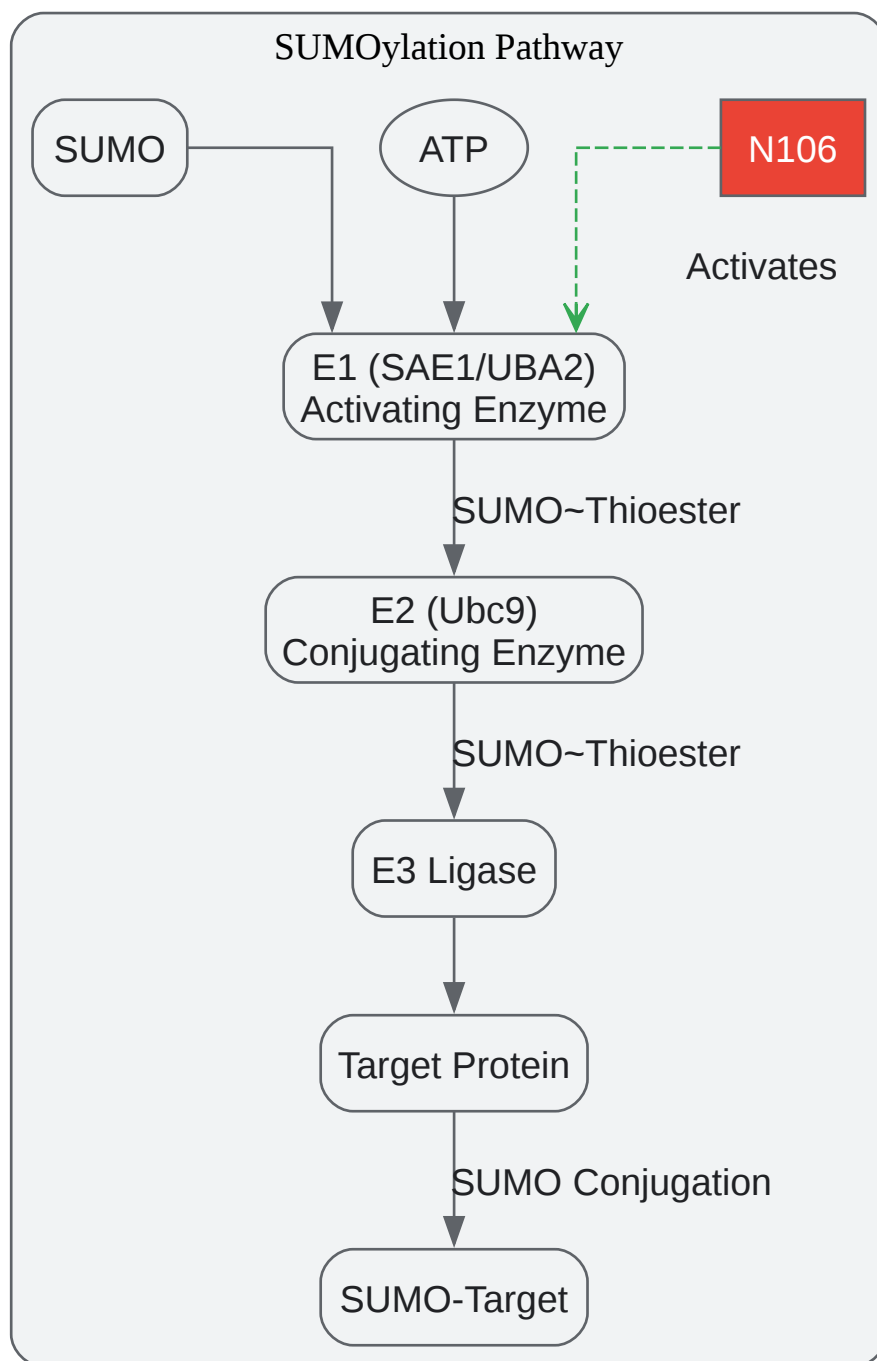 SUMOylation Pathway
SUMO
ATP
N106
Activates
E1 (SAE1/UBA2)
Activating Enzyme
SUMO~Thioester
E2 (Ubc9)
Conjugating Enzyme
SUMO~Thioester
E3 Ligase
Target Protein
SUMO Conjugation
SUMO-Target